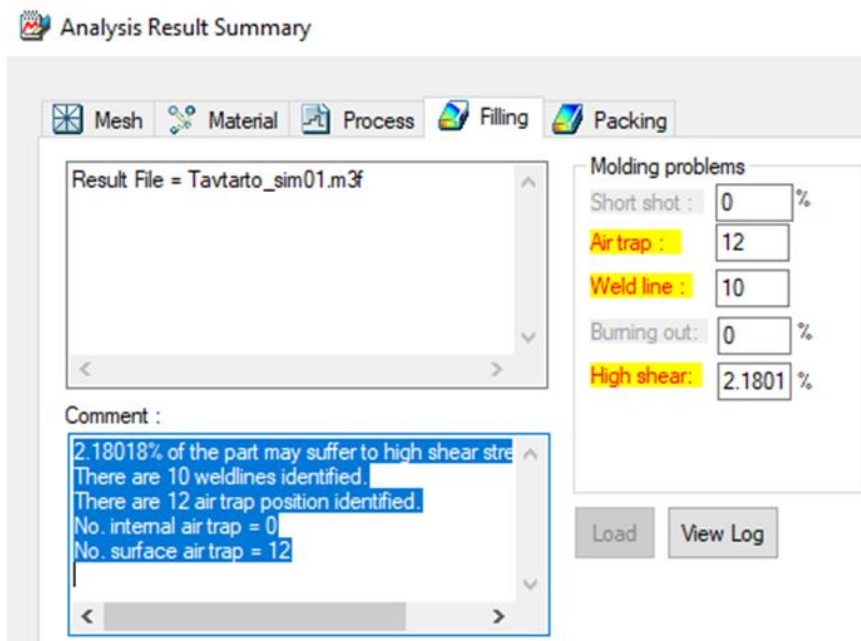 Analysis Result Summary
Mesh Material Process Filling Packing
Result File = Tavtarto_sim01.m3f
Molding problems
Short shot : 0 %
Air trap : 12
Weld line : 10
Burning out: 0 %
High shear: 2.1801 %
Comment :
2.18018% of the part may suffer to high shear stre
There are 10 weldlines identified.
There are 12 air trap position identified.
No. internal air trap = 0
No. surface air trap = 12
Load View Log